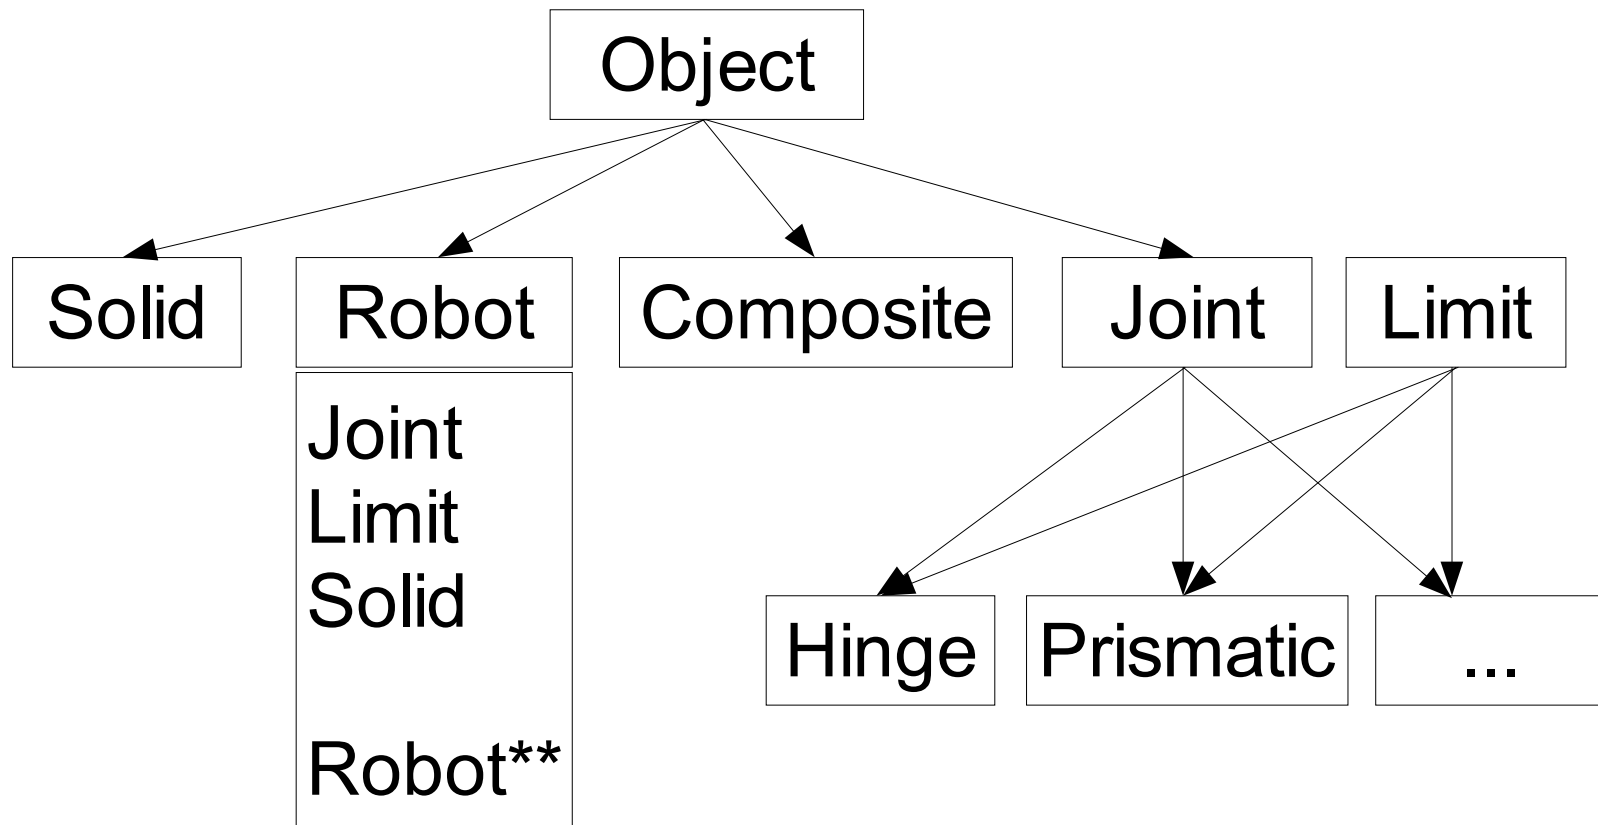 Object
Solid
Robot
Composite
Joint
Limit
Joint
Limit
Solid
Robot**
Hinge
Prismatic
...